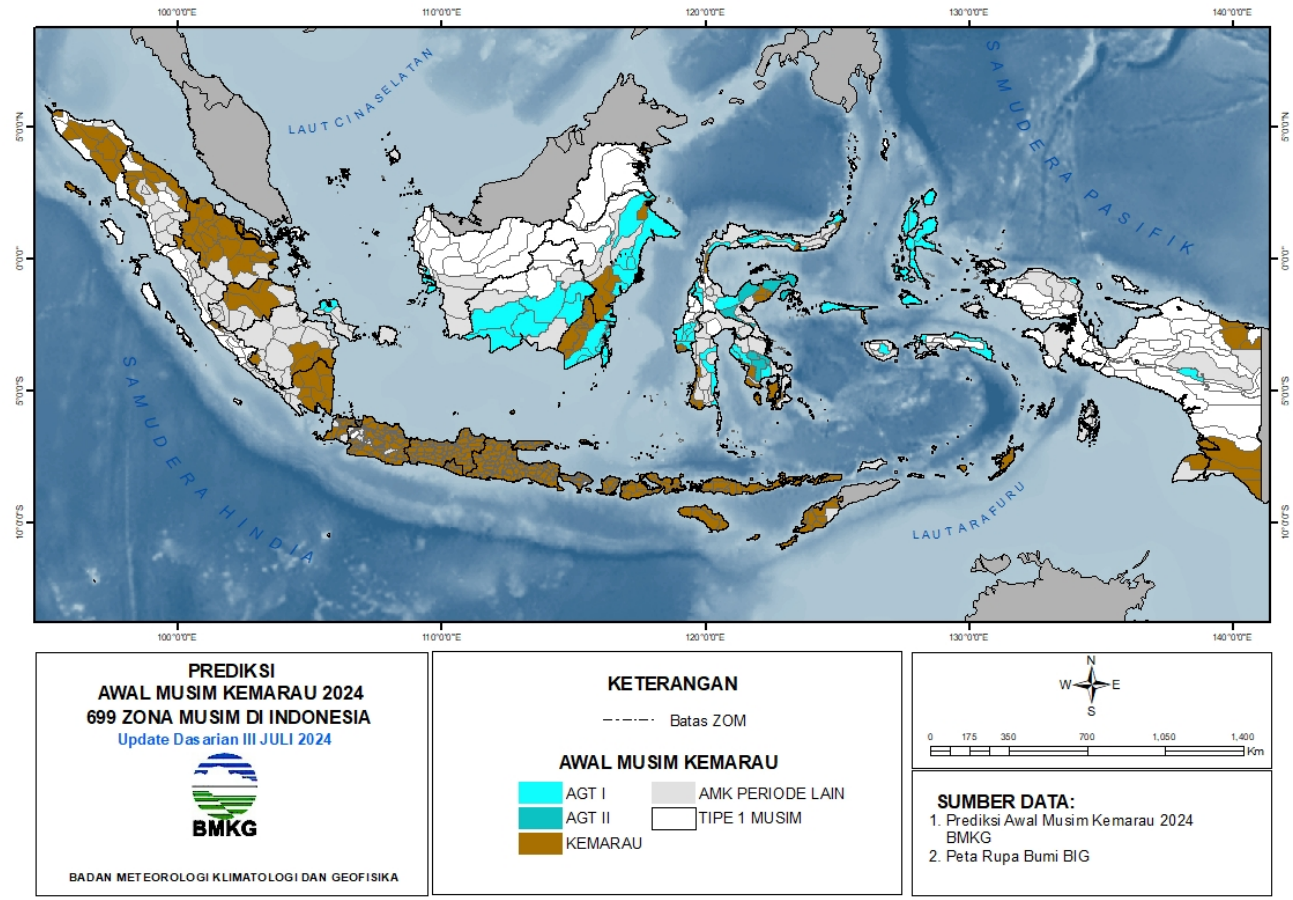 100°0'0"E 110°0'0"E 120°0'0"E 130°0'0"E 140°0'0"E
LAUT CINA SELATAN
SAMUDERA PASIFIK
5°0'0"N 5°0'0"N
0°0'0" 0°0'0"
5°0'0"S 5°0'0"S
SAMUDERA HINDIA
LAUT ARAFURU
10°0'0"S 10°0'0"S
100°0'0"E 110°0'0"E 120°0'0"E 130°0'0"E 140°0'0"E
PREDIKSI
AWAL MUSIM KEMARAU 2024
699 ZONA MUSIM DI INDONESIA
Update Dasarian III JULI 2024
BMKG
BADAN METEOROLOGI KLIMATOLOGI DAN GEOFISIKA
KETERANGAN
Batas ZOM
AWAL MUSIM KEMARAU
AGT I
AGT II
KEMARAU
AMK PERIODE LAIN
TIPE 1 MUSIM
N
W E
S
0 175 350 700 1,050 1,400
Km
SUMBER DATA:
1. Prediksi Awal Musim Kemarau 2024
BMKG
2. Peta Rupa Bumi BIG